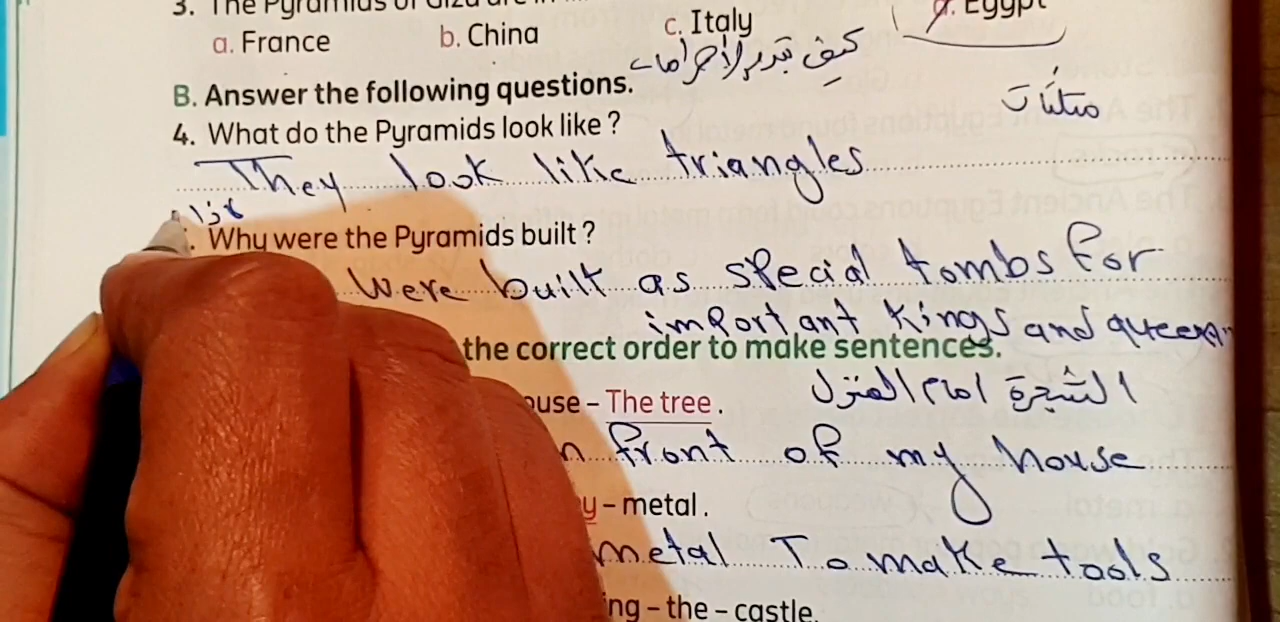 3. The Pyramids of Giza are in
a. France b. China c. Italy d. Egypt
كيف تبدو الأهرامات
B. Answer the following questions.
مثلثات
4. What do the Pyramids look like?
They look like triangles
لماذا
. Why were the Pyramids built?
were built as special tombs for
important kings and queens
the correct order to make sentences.
ouse – The tree.
الشجرة امام المنزل
n front of my house
y – metal.
metal To make tools
ing – the – castle.